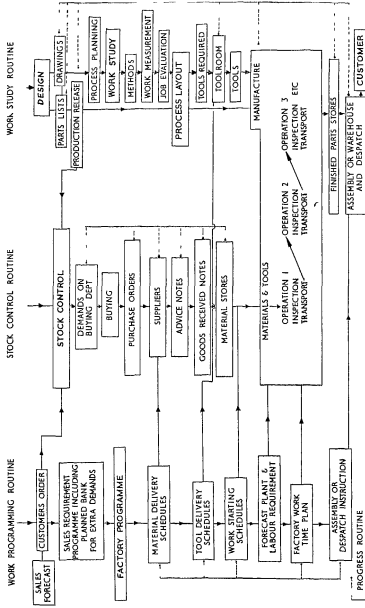 WORK PROGRAMMING ROUTINE
SALES
FORECAST
CUSTOMERS ORDER
SALES REQUIREMENT
PROGRAMME INCLUDING
PLANNED BANK
FOR EXTRA DEMANDS
FACTORY PROGRAMME
MATERIAL DELIVERY
SCHEDULES
TOOL DELIVERY
SCHEDULES
WORK STARTING
SCHEDULES
FORECAST PLANT &
LABOUR REQUIREMENT
FACTORY WORK
TIME PLAN
ASSEMBLY OR
DESPATCH INSTRUCTION
PROGRESS ROUTINE
STOCK CONTROL ROUTINE
STOCK CONTROL
DEMANDS ON
BUYING DEPT
BUYING
PURCHASE ORDERS
SUPPLIERS
ADVICE NOTES
GOODS RECEIVED NOTES
MATERIAL STORES
MATERIALS & TOOLS
OPERATION 1
INSPECTION
TRANSPORT
OPERATION 2
INSPECTION
TRANSPORT
OPERATION 3
INSPECTION ETC
TRANSPORT
WORK STUDY ROUTINE
DESIGN
DRAWINGS
PARTS LISTS
PRODUCTION RELEASE
PROCESS PLANNING
WORK STUDY
METHODS
WORK MEASUREMENT
JOB EVALUATION
PROCESS LAYOUT
TOOLS REQUIRED
TOOLROOM
TOOLS
MANUFACTURE
FINISHED PARTS STORES
ASSEMBLY OR WAREHOUSE
AND DESPATCH
CUSTOMER